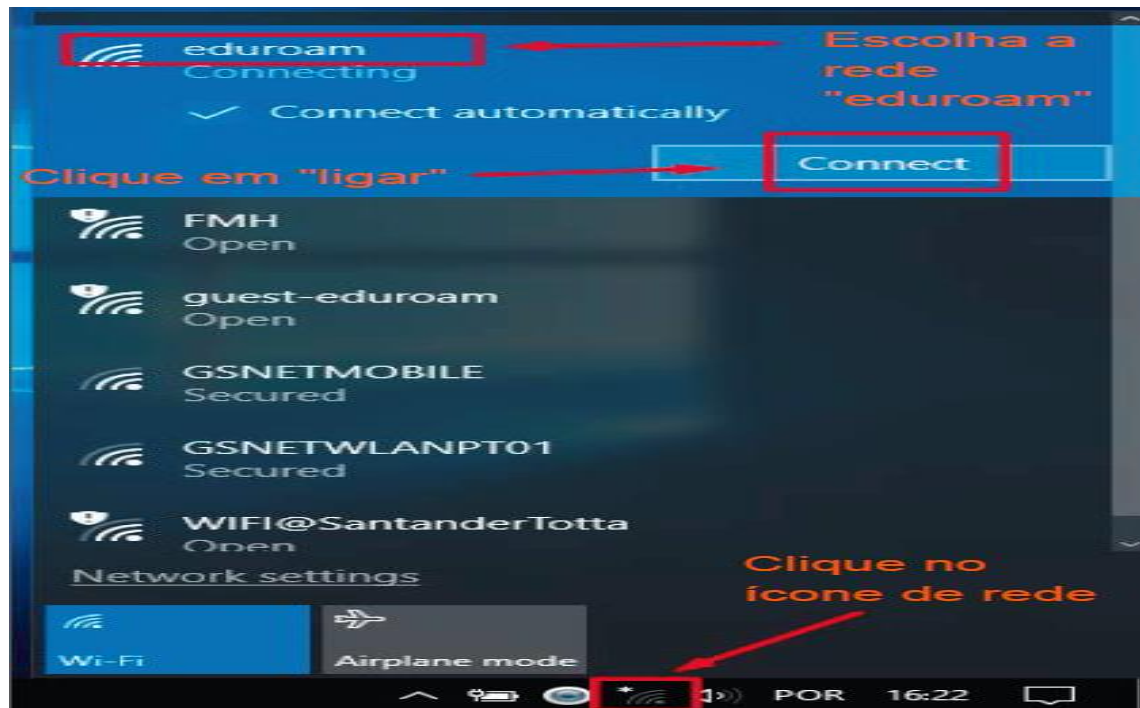 eduroam
Connecting
Connect automatically
Escolha a
rede
"eduroam"
Connect
Clique em "ligar"
FMH
Open
guest-eduroam
Open
GSNETMOBILE
Secured
GSNETWLANPT01
Secured
WIFI@SantanderTotta
Open
Network settings
Clique no
ícone de rede
Wi-Fi
Airplane mode
POR
16:22